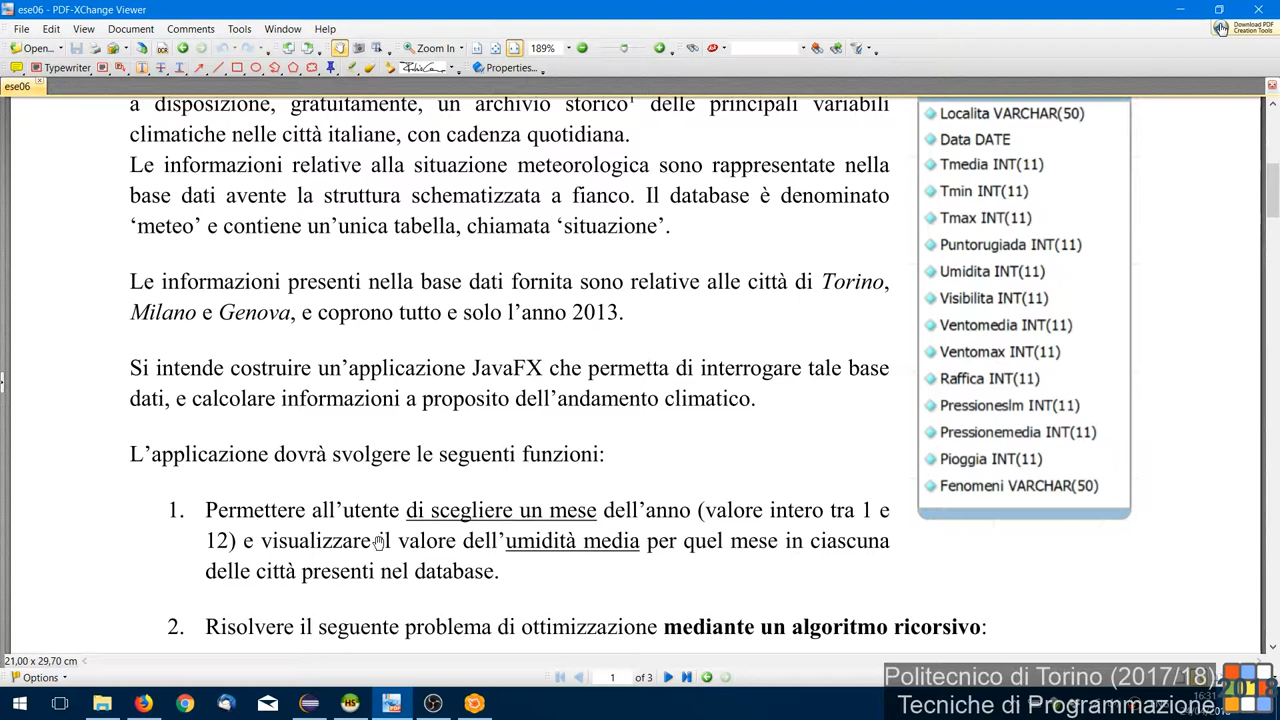 ese06 - PDF-XChange Viewer
File Edit View Document Comments Tools Window Help
Download PDF
Creation Tools
Open... Zoom In 189%
Typewriter Properties...
ese06
a disposizione, gratuitamente, un archivio storico¹ delle principali variabili
climatiche nelle città italiane, con cadenza quotidiana.
Le informazioni relative alla situazione meteorologica sono rappresentate nella
base dati avente la struttura schematizzata a fianco. Il database è denominato
‘meteo’ e contiene un’unica tabella, chiamata ‘situazione’.
Le informazioni presenti nella base dati fornita sono relative alle città di Torino,
Milano e Genova, e coprono tutto e solo l’anno 2013.
Si intende costruire un’applicazione JavaFX che permetta di interrogare tale base
dati, e calcolare informazioni a proposito dell’andamento climatico.
L’applicazione dovrà svolgere le seguenti funzioni:
1. Permettere all’utente di scegliere un mese dell’anno (valore intero tra 1 e
12) e visualizzare il valore dell’umidità media per quel mese in ciascuna
delle città presenti nel database.
2. Risolvere il seguente problema di ottimizzazione mediante un algoritmo ricorsivo:
Localita VARCHAR(50)
Data DATE
Tmedia INT(11)
Tmin INT(11)
Tmax INT(11)
Puntorugiada INT(11)
Umidita INT(11)
Visibilita INT(11)
Ventomedia INT(11)
Ventomax INT(11)
Raffica INT(11)
Pressioneslm INT(11)
Pressionemedia INT(11)
Pioggia INT(11)
Fenomeni VARCHAR(50)
21,00 x 29,70 cm
Options 1 of 3
Politecnico di Torino (2017/18)
Tecniche di Programmazione
2018
16:31